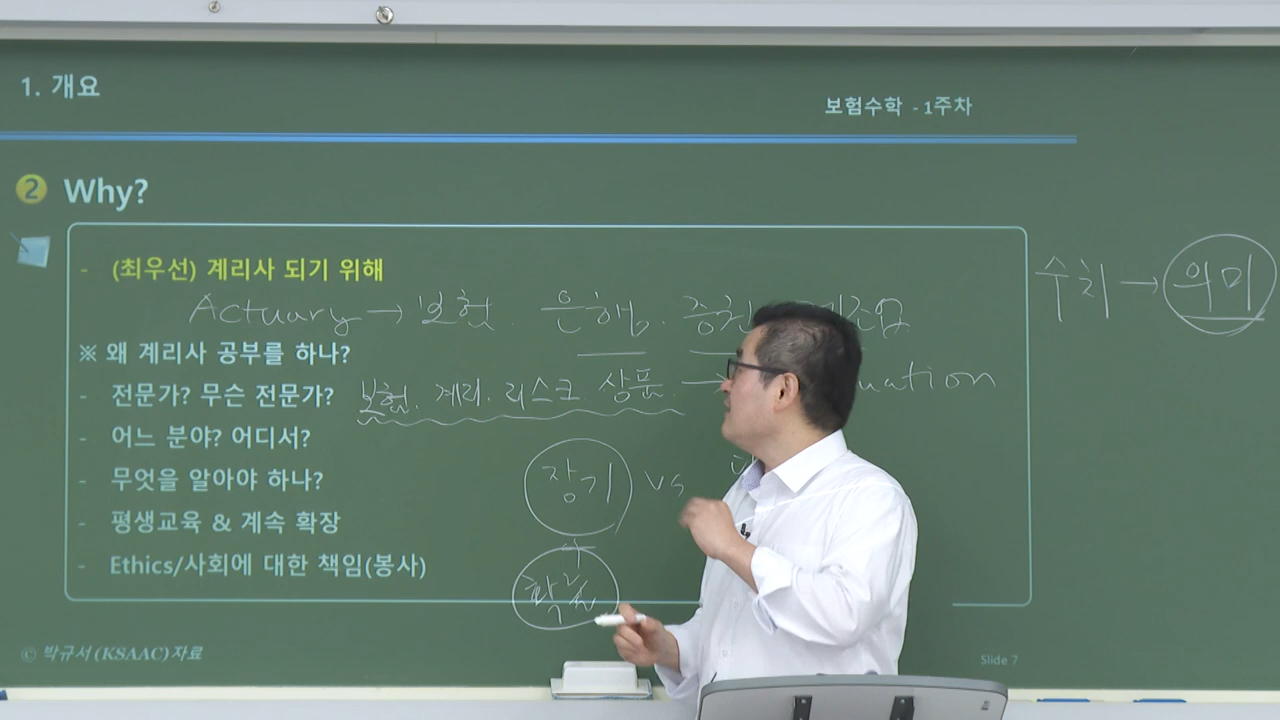 1. 개요
보험수학 - 1주차
2 Why?
- (최우선) 계리사 되기 위해
Actuary → 보험. 은행. 증권
수치 → 의미
※ 왜 계리사 공부를 하나?
- 전문가? 무슨 전문가?
보험. 계리. 리스크 상품. → uation
- 어느 분야? 어디서?
- 무엇을 알아야 하나?
장기 vs
- 평생교육 & 계속 확장
- Ethics/사회에 대한 책임(봉사)
확률
© 박규서 (KSAAC)자료
Slide 7